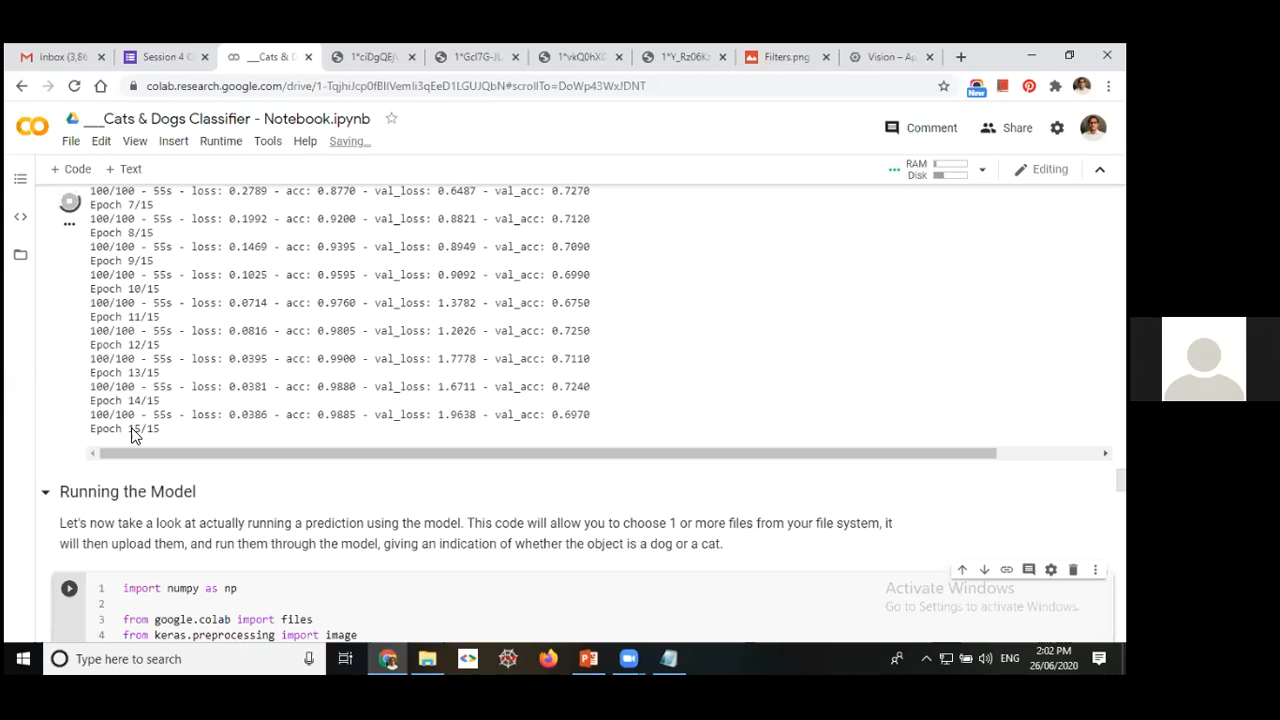 Inbox (3,86
Session 4
__Cats & D
1*ciDgQE
1*Gcl7G-JL
1*vkQ0hXD
1*Y_Rz06K
Filters.png
Vision – Ap
colab.research.google.com/drive/
New
___Cats & Dogs Classifier - Notebook.ipynb
File Edit View Insert Runtime Tools Help Saving...
Comment Share
+ Code + Text
RAM
Disk
Editing
100/100 - 55s - loss: 0.2789 - acc: 0.8770 - val_loss: 0.6487 - val_acc: 0.7270
Epoch 7/15
100/100 - 55s - loss: 0.1992 - acc: 0.9200 - val_loss: 0.8821 - val_acc: 0.7120
Epoch 8/15
100/100 - 55s - loss: 0.1469 - acc: 0.9395 - val_loss: 0.8949 - val_acc: 0.7090
Epoch 9/15
100/100 - 55s - loss: 0.1025 - acc: 0.9595 - val_loss: 0.9092 - val_acc: 0.6990
Epoch 10/15
100/100 - 55s - loss: 0.0714 - acc: 0.9760 - val_loss: 1.3782 - val_acc: 0.6750
Epoch 11/15
100/100 - 55s - loss: 0.0816 - acc: 0.9805 - val_loss: 1.2026 - val_acc: 0.7250
Epoch 12/15
100/100 - 55s - loss: 0.0395 - acc: 0.9900 - val_loss: 1.7778 - val_acc: 0.7110
Epoch 13/15
100/100 - 55s - loss: 0.0381 - acc: 0.9880 - val_loss: 1.6711 - val_acc: 0.7240
Epoch 14/15
100/100 - 55s - loss: 0.0386 - acc: 0.9885 - val_loss: 1.9638 - val_acc: 0.6970
Epoch 15/15
Running the Model
Let's now take a look at actually running a prediction using the model. This code will allow you to choose 1 or more files from your file system, it
will then upload them, and run them through the model, giving an indication of whether the object is a dog or a cat.
1 import numpy as np
2
3 from google.colab import files
4 from keras.preprocessing import image
Activate Windows
Go to Settings to activate Windows.
Type here to search
ENG
2:02 PM
26/06/2020